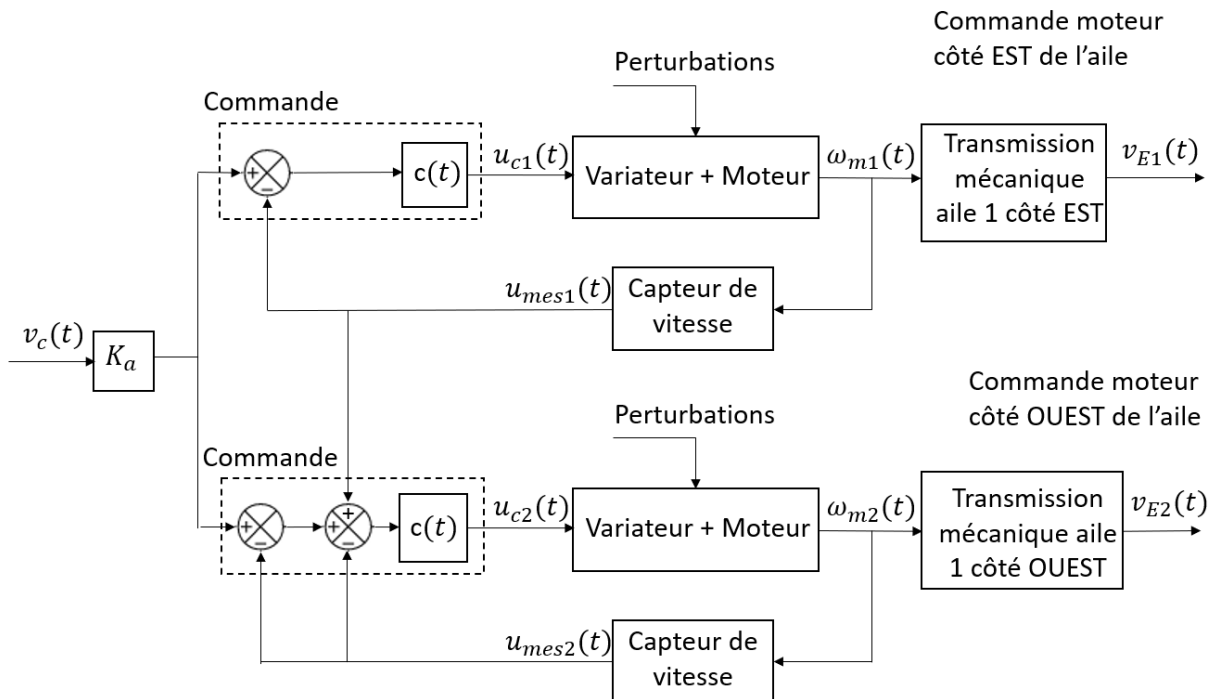 Commande moteur
côté EST de l'aile
Perturbations
Commande
c(t)
u_{c1}(t)
Variateur + Moteur
ω_{m1}(t)
Transmission
mécanique
aile 1 côté EST
v_{E1}(t)
+
−
u_{mes1}(t)
Capteur de
vitesse
v_c(t)
K_a
Commande moteur
côté OUEST de l'aile
Perturbations
Commande
c(t)
u_{c2}(t)
Variateur + Moteur
ω_{m2}(t)
Transmission
mécanique aile
1 côté OUEST
v_{E2}(t)
+
−
+
+
−
u_{mes2}(t)
Capteur de
vitesse